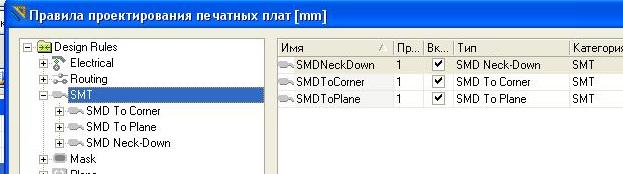 Правила проектирования печатных плат [mm]
Design Rules
Electrical
Routing
SMT
SMD To Corner
SMD To Plane
SMD Neck-Down
Mask
Имя Пр... Вк... Тип Категория
SMDNeckDown 1 SMD Neck-Down SMT
SMDToCorner 1 SMD To Corner SMT
SMDToPlane 1 SMD To Plane SMT